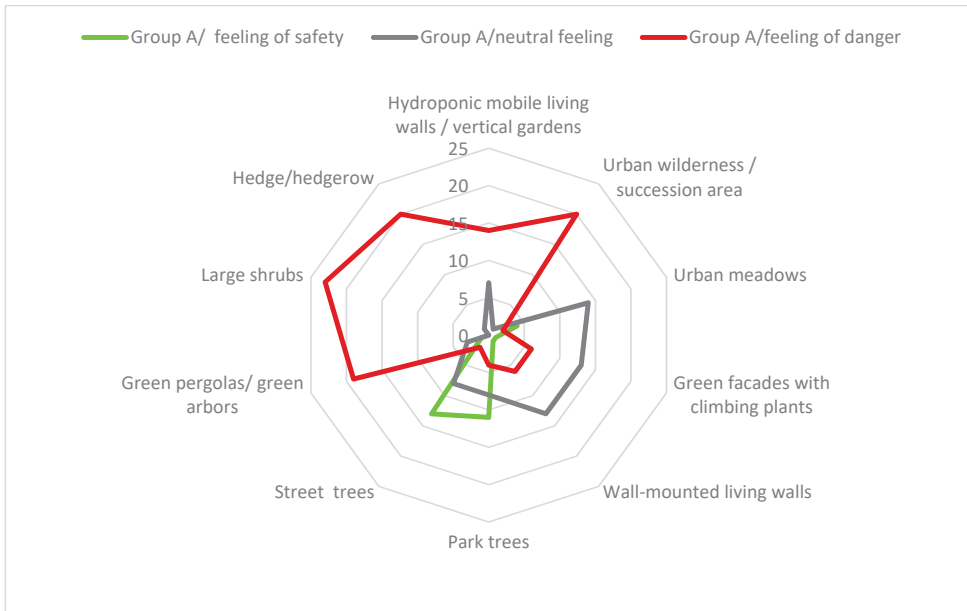 Group A/ feeling of safety
Group A/neutral feeling
Group A/feeling of danger
Hydroponic mobile living
walls / vertical gardens
Urban wilderness /
succession area
Urban meadows
Green facades with
climbing plants
Wall-mounted living walls
Park trees
Street trees
Green pergolas/ green
arbors
Large shrubs
Hedge/hedgerow
25
20
15
10
5
0